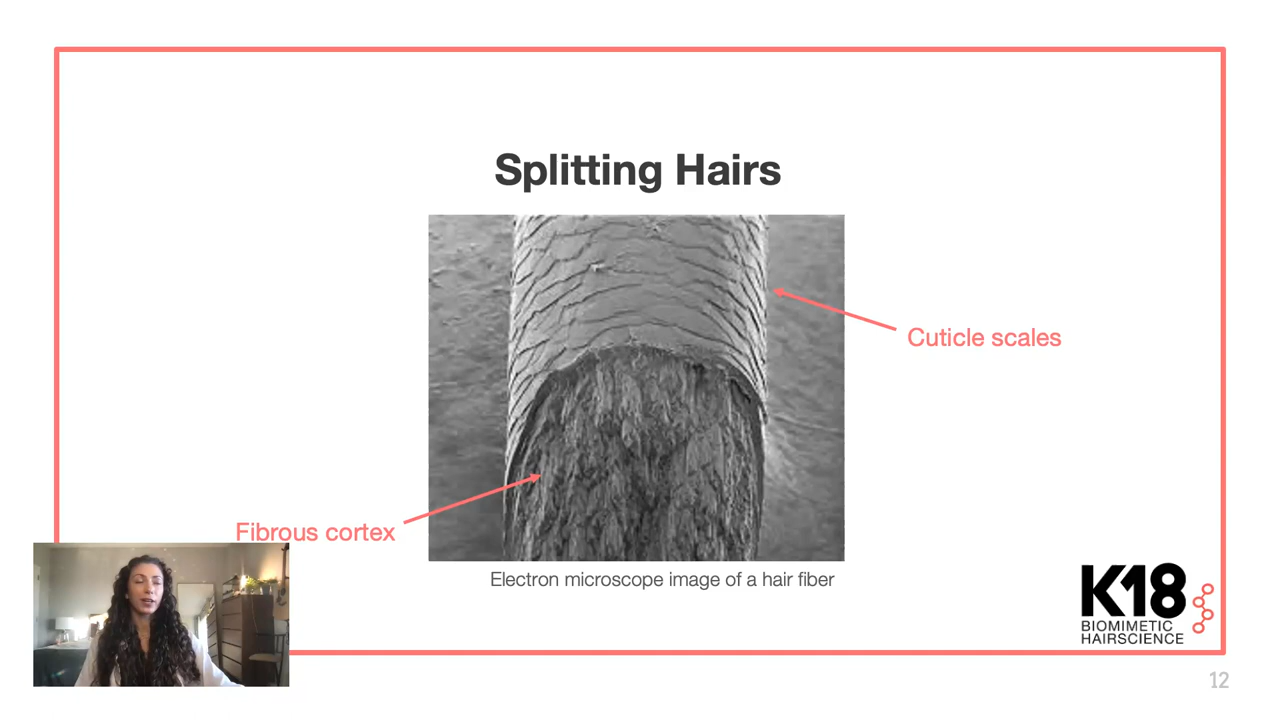 Splitting Hairs
Cuticle scales
Fibrous cortex
Electron microscope image of a hair fiber
K18
BIOMIMETIC
HAIRSCIENCE
12